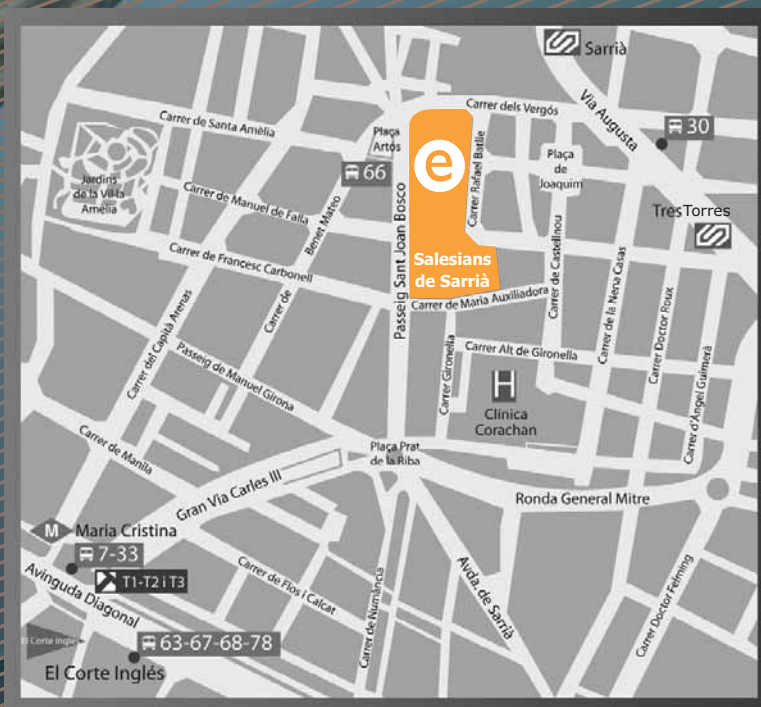 Sarrià
Carrer dels Vergós
Via Augusta
30
Carrer de Santa Amèlia
Plaça
Artós
e
Carrer Rafael Batlle
Plaça
de
Joaquim
66
Jardins
de la Vil·la
Amèlia
Carrer de Manuel de Falla
Benet Mateo
Carrer de
Passeig Sant Joan Bosco
TresTorres
Carrer de Francesc Carbonell
Salesians
de Sarrià
Carrer de Castellnou
Carrer de la Nena Casas
Carrer Doctor Roux
Carrer de Maria Auxiliadora
Carrer del Capità Arenas
Passeig de Manuel Girona
Carrer Gironella
Carrer Alt de Gironella
Carrer d'Àngel Guimerà
H
Clínica
Corachan
Carrer de Manila
Plaça Prat
de la Riba
Gran Via Carles III
Ronda General Mitre
M
Maria Cristina
7-33
T1-T2 i T3
Avinguda Diagonal
Carrer de Flos i Calcat
Carrer de Numància
Avda. de Sarrià
Carrer Doctor Felming
El Corte Inglés
63-67-68-78
El Corte Inglés